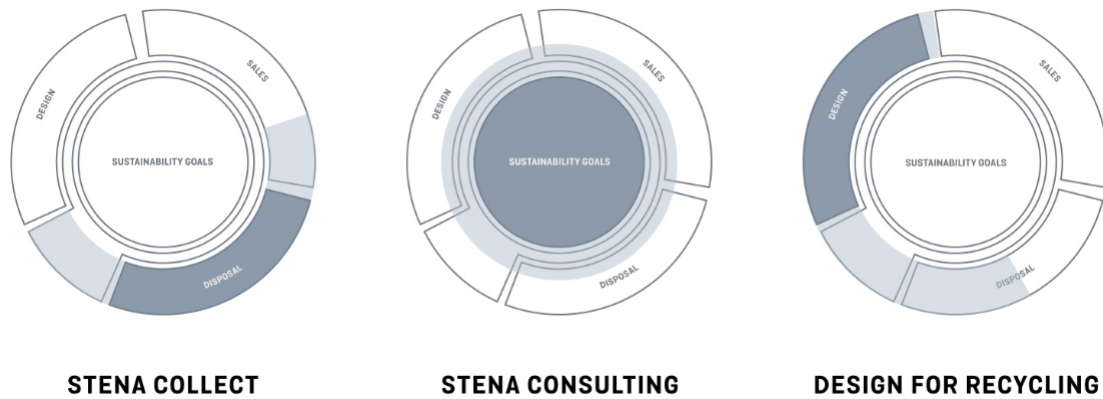 DESIGN
SALES
SUSTAINABILITY GOALS
DISPOSAL
STENA COLLECT
DESIGN
SALES
SUSTAINABILITY GOALS
DISPOSAL
STENA CONSULTING
DESIGN
SALES
SUSTAINABILITY GOALS
DISPOSAL
DESIGN FOR RECYCLING